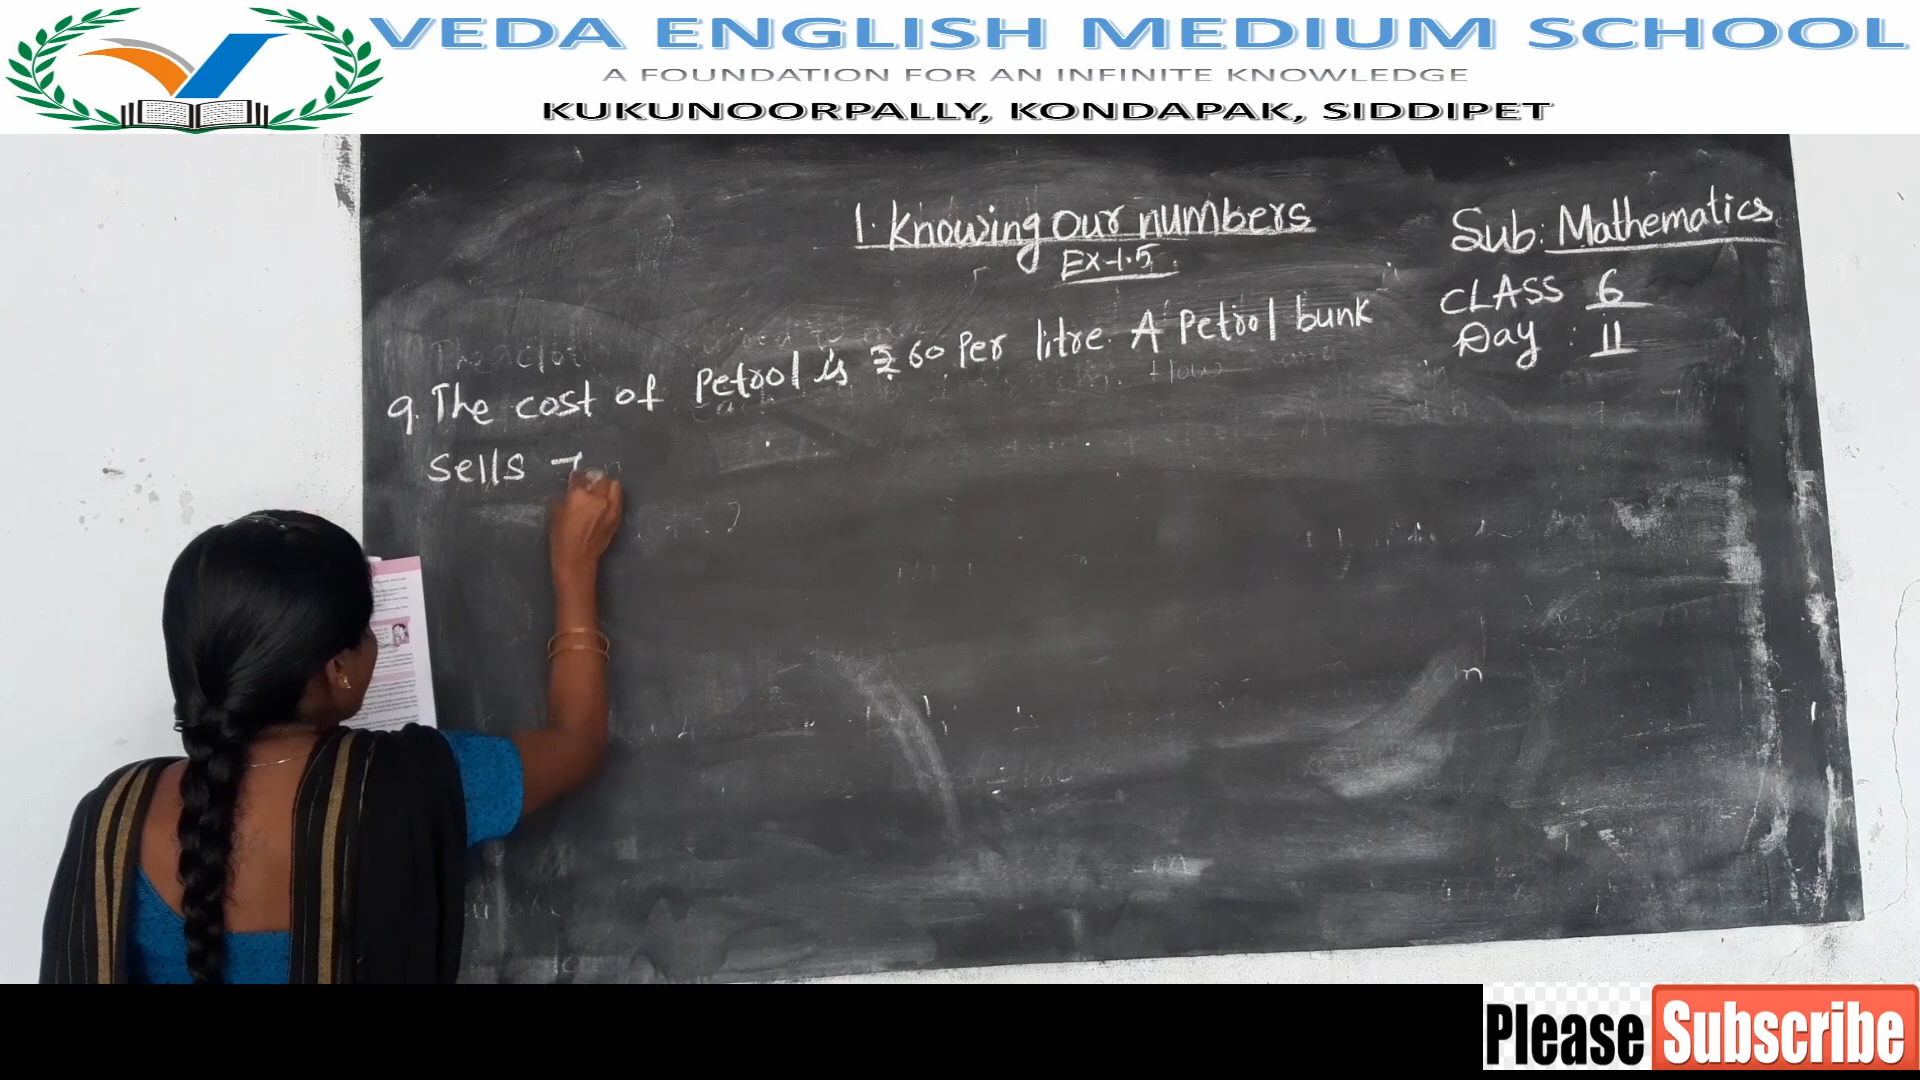 VEDA ENGLISH MEDIUM SCHOOL
A FOUNDATION FOR AN INFINITE KNOWLEDGE
KUKUNOORPALLY, KONDAPAK, SIDDIPET
1. Knowing our numbers
Ex-1.5
Sub: Mathematics
CLASS 6
Day : 11
9. The cost of Petrol is ₹ 60 Per litre. A Petrol bunk
sells 7
Please Subscribe